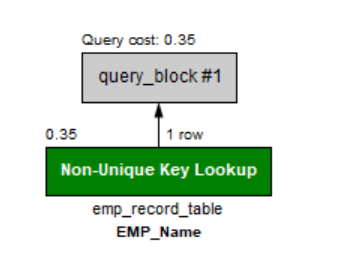 Query cost: 0.35
query_block #1
0.35
1 row
Non-Unique Key Lookup
emp_record_table
EMP_Name